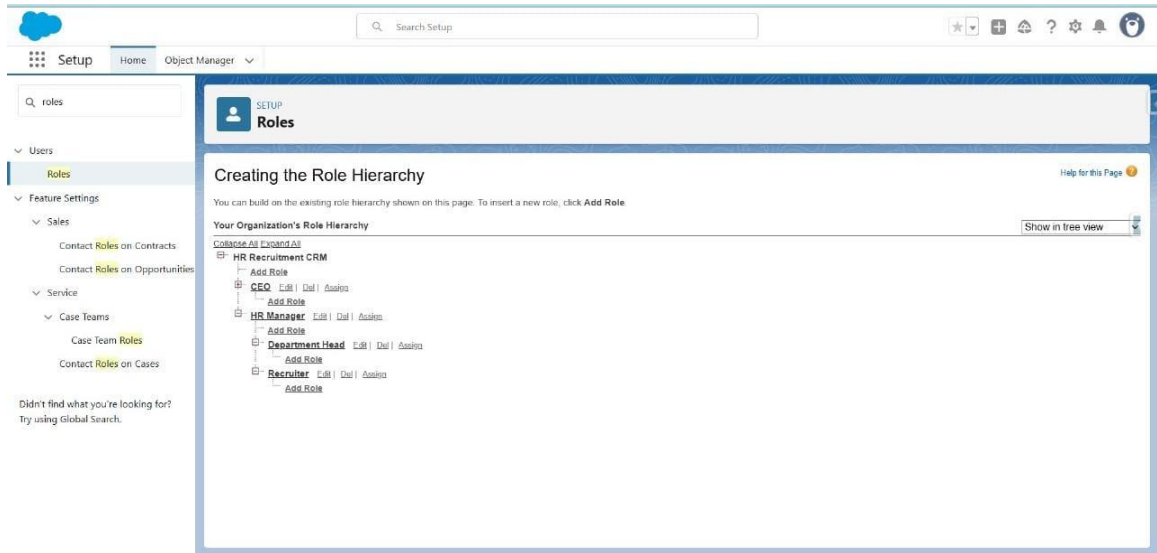 Search Setup
Setup
Home
Object Manager
roles
Users
Roles
Feature Settings
Sales
Contact Roles on Contracts
Contact Roles on Opportunities
Service
Case Teams
Case Team Roles
Contact Roles on Cases
Didn't find what you're looking for?
Try using Global Search.
SETUP
Roles
Creating the Role Hierarchy
Help for this Page
You can build on the existing role hierarchy shown on this page. To insert a new role, click Add Role.
Your Organization's Role Hierarchy
Show in tree view
Collapse All Expand All
HR Recruitment CRM
Add Role
CEO Edit | Del | Assign
Add Role
HR Manager Edit | Del | Assign
Add Role
Department Head Edit | Del | Assign
Add Role
Recruiter Edit | Del | Assign
Add Role